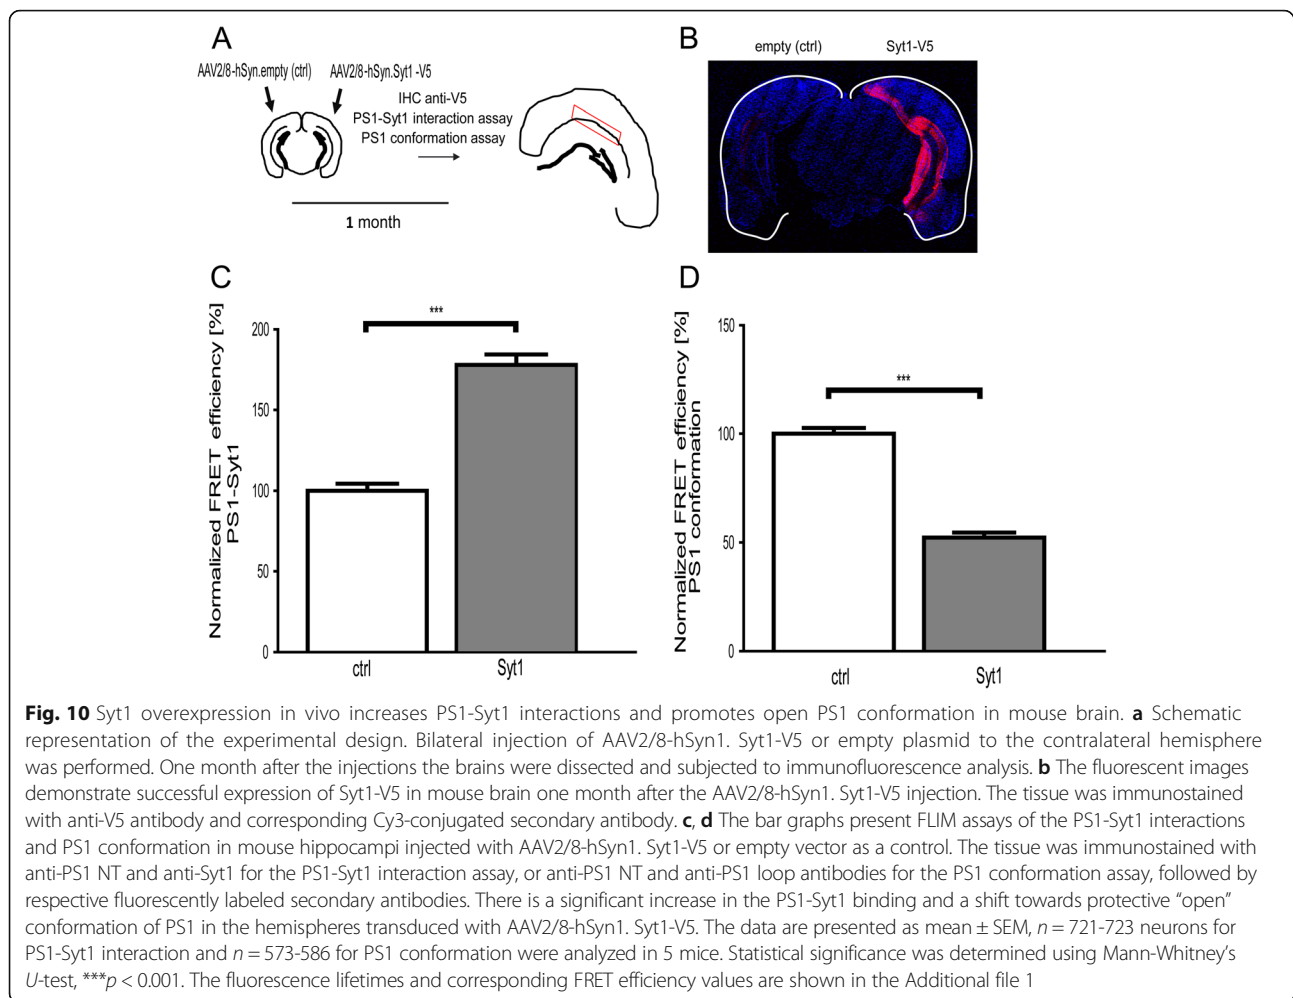 A
AAV2/8-hSyn.empty (ctrl)
AAV2/8-hSyn.Syt1 -V5
IHC anti-V5
PS1-Syt1 interaction assay
PS1 conformation assay
1 month
B
empty (ctrl)
Syt1-V5
C
Normalized FRET efficiency [%]
PS1-Syt1
200
150
100
50
0
***
ctrl
Syt1
D
Normalized FRET efficiency [%]
PS1 conformation
150
100
50
0
***
ctrl
Syt1
Fig. 10 Syt1 overexpression in vivo increases PS1-Syt1 interactions and promotes open PS1 conformation in mouse brain. a Schematic
representation of the experimental design. Bilateral injection of AAV2/8-hSyn1. Syt1-V5 or empty plasmid to the contralateral hemisphere
was performed. One month after the injections the brains were dissected and subjected to immunofluorescence analysis. b The fluorescent images
demonstrate successful expression of Syt1-V5 in mouse brain one month after the AAV2/8-hSyn1. Syt1-V5 injection. The tissue was immunostained
with anti-V5 antibody and corresponding Cy3-conjugated secondary antibody. c, d The bar graphs present FLIM assays of the PS1-Syt1 interactions
and PS1 conformation in mouse hippocampi injected with AAV2/8-hSyn1. Syt1-V5 or empty vector as a control. The tissue was immunostained with
anti-PS1 NT and anti-Syt1 for the PS1-Syt1 interaction assay, or anti-PS1 NT and anti-PS1 loop antibodies for the PS1 conformation assay, followed by
respective fluorescently labeled secondary antibodies. There is a significant increase in the PS1-Syt1 binding and a shift towards protective “open”
conformation of PS1 in the hemispheres transduced with AAV2/8-hSyn1. Syt1-V5. The data are presented as mean ± SEM, n = 721-723 neurons for
PS1-Syt1 interaction and n = 573-586 for PS1 conformation were analyzed in 5 mice. Statistical significance was determined using Mann-Whitney’s
U-test, ***p < 0.001. The fluorescence lifetimes and corresponding FRET efficiency values are shown in the Additional file 1